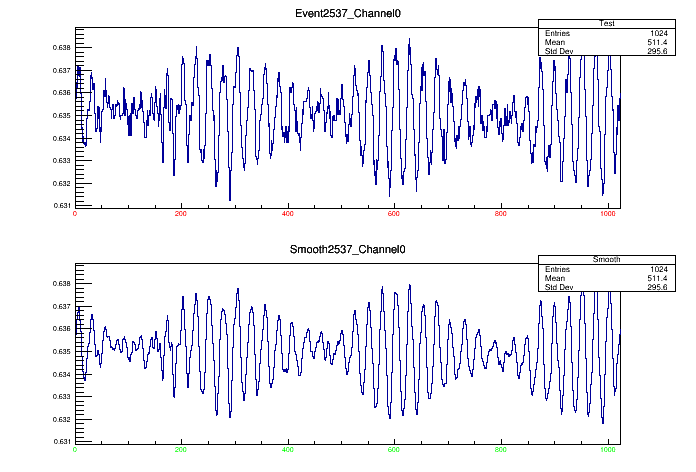 Event2537_Channel0
Test
Entries 1024
Mean 511.4
Std Dev 295.6
0.638
0.637
0.636
0.635
0.634
0.633
0.632
0.631
0 200 400 600 800 1000
Smooth2537_Channel0
Smooth
Entries 1024
Mean 511.4
Std Dev 295.6
0.638
0.637
0.636
0.635
0.634
0.633
0.632
0.631
0 200 400 600 800 1000